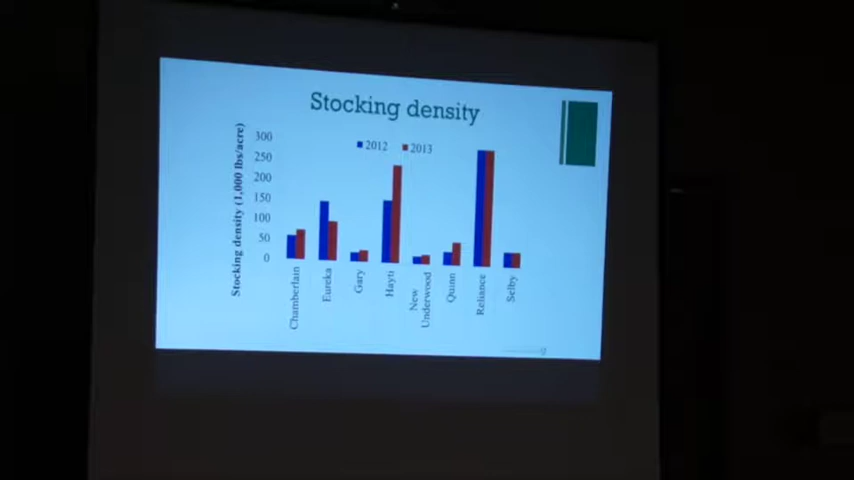 Stocking density
Stocking density (1,000 lbs/acre)
300
250
200
150
100
50
0
2012 2013
Chamberlain
Eureka
Gary
Hayti
New
Underwood
Quinn
Reliance
Selby